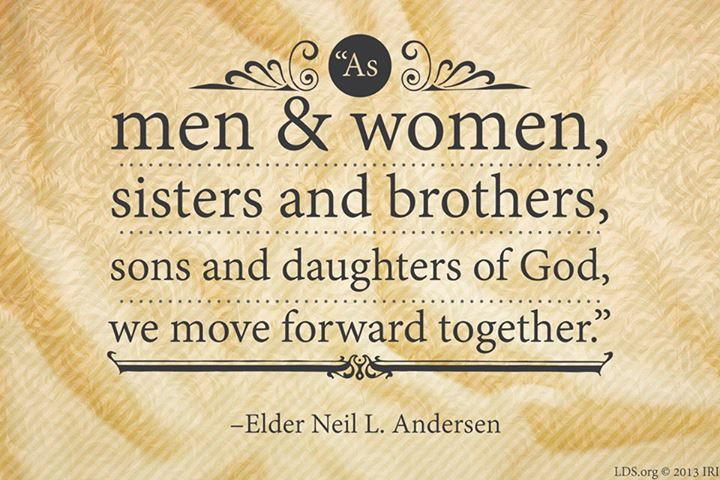 “As
men & women,
sisters and brothers,
sons and daughters of God,
we move forward together.”
–Elder Neil L. Andersen
LDS.org © 2013 IRI